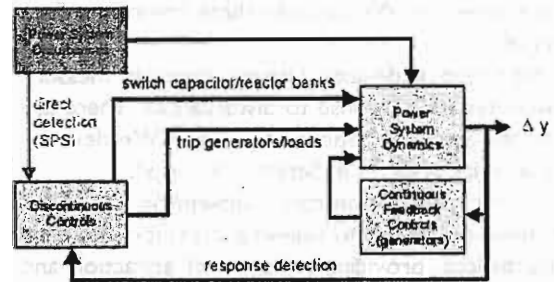 Power System
Disturbances
direct
detection
(SPS)
switch capacitor/reactor banks
trip generators/loads
Power
System
Dynamics
Δ y
Discontinuous
Controls
Continuous
Feedback
Controls
(generators)
response detection